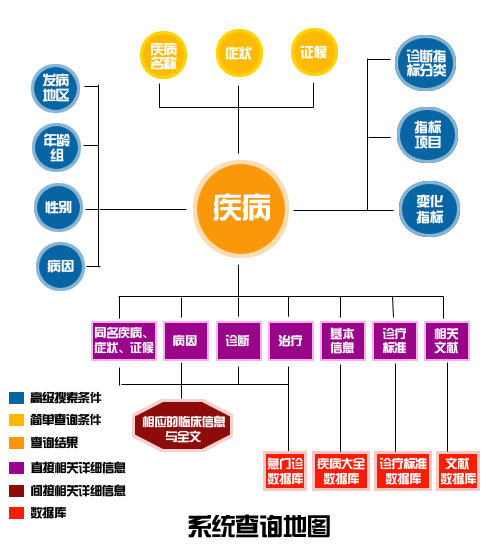 疾病
名称
症状
证候
发病
地区
年龄
组
性别
病因
诊断指
标分类
指标
项目
变化
指标
疾病
同名疾病、
症状、证候
病因
诊断
治疗
基本
信息
诊疗
标准
相关
文献
相应的临床信息
与全文
急门诊
数据库
疾病大全
数据库
诊疗标准
数据库
文献
数据库
高级搜索条件
简单查询条件
查询结果
直接相关详细信息
间接相关详细信息
数据库
系统查询地图